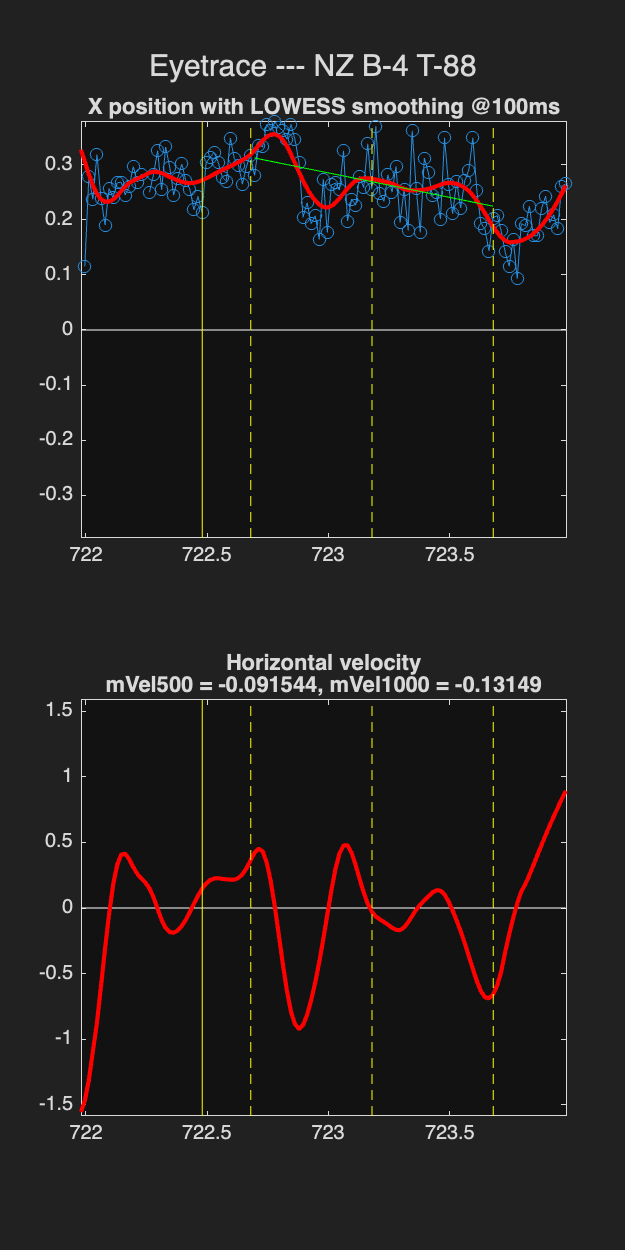 Eyetrace --- NZ B-4 T-88
X position with LOWESS smoothing @100ms
0.3
0.2
0.1
0
-0.1
-0.2
-0.3
722 722.5 723 723.5
Horizontal velocity
mVel500 = -0.091544, mVel1000 = -0.13149
1.5
1
0.5
0
-0.5
-1
-1.5
722 722.5 723 723.5